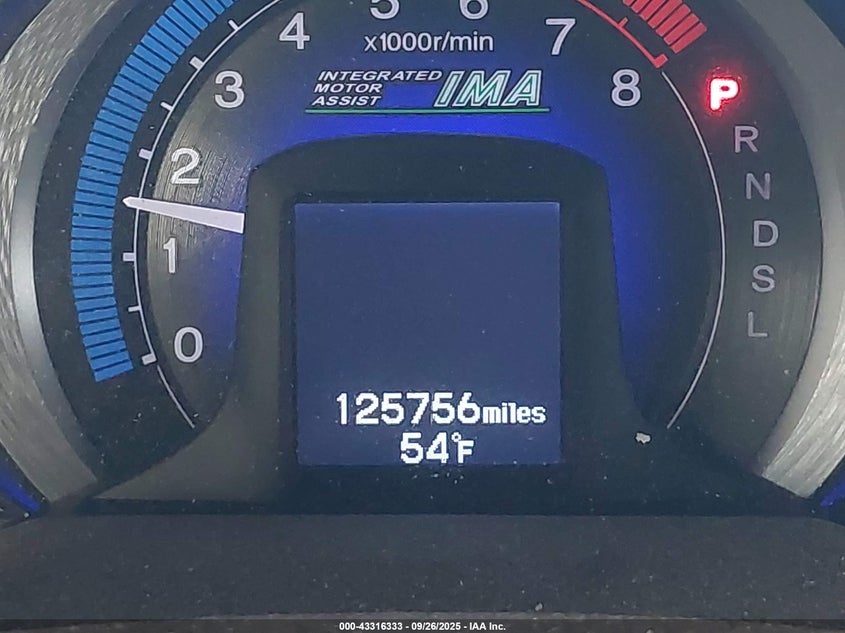 5 6
4 7
x1000r/min
3 8
INTEGRATED
MOTOR
ASSIST
IMA
P
R
2
N
1
D
S
0
L
125756miles
54°F
000-43316333 - 09/26/2025 - IAA Inc.